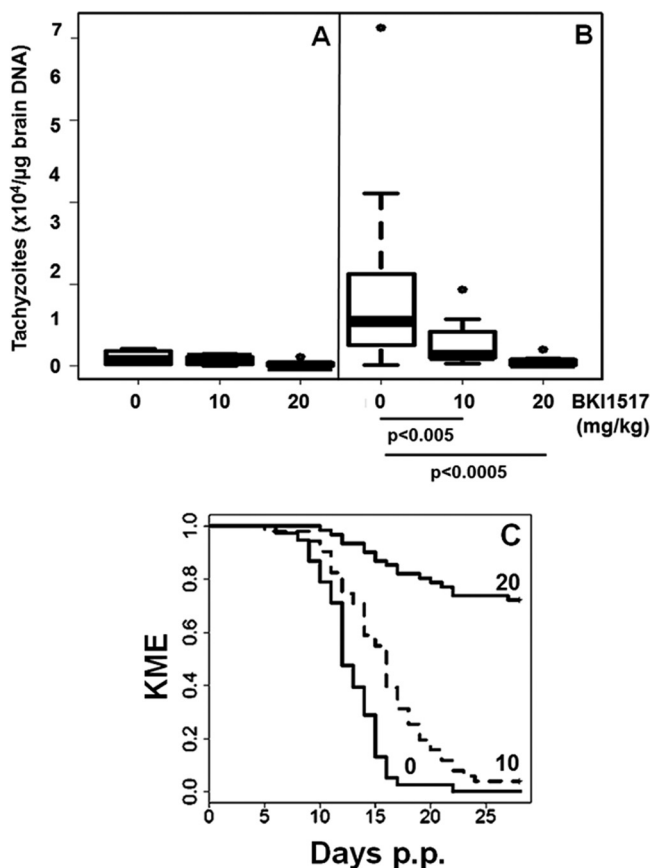 A
B
Tachyzoites (x10⁴/µg brain DNA)
7
6
5
4
3
2
1
0
0 10 20 0 10 20 BKI1517
(mg/kg)
p<0.005
p<0.0005
C
KME
1.0
0.8
0.6
0.4
0.2
0.0
20
10
0
0 5 10 15 20 25
Days p.p.